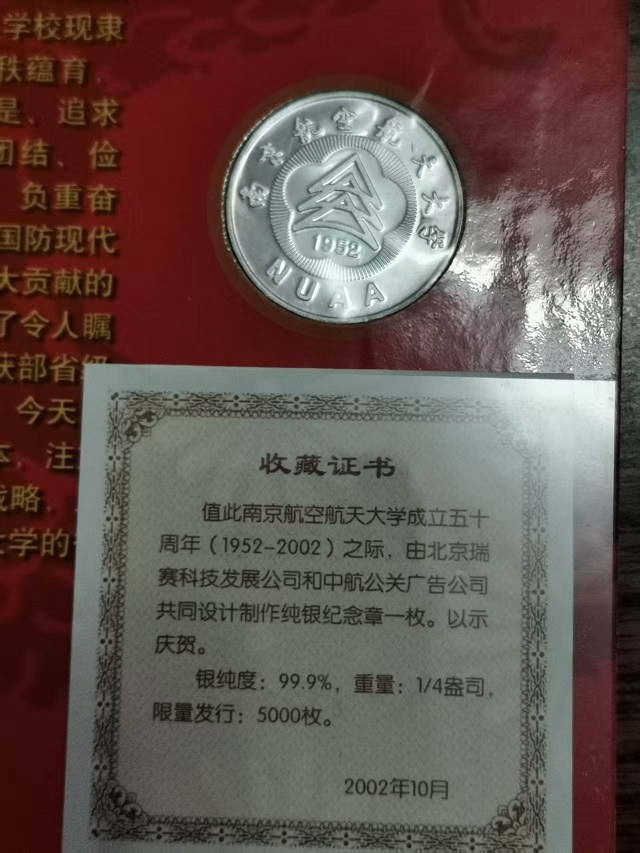 学校现隶
秩蕴育，
是、追求
团结、俭
负重奋
国防现代
大贡献的
了令人瞩
获部省级
今天
本，注
战略，
大学的
南京航空航天大学
1952
NUAA
收藏证书
值此南京航空航天大学成立五十
周年（1952-2002）之际，由北京瑞
赛科技发展公司和中航公关广告公司
共同设计制作纯银纪念章一枚。以示
庆贺。
银纯度：99.9%，重量：1/4盎司，
限量发行：5000枚。
2002年10月